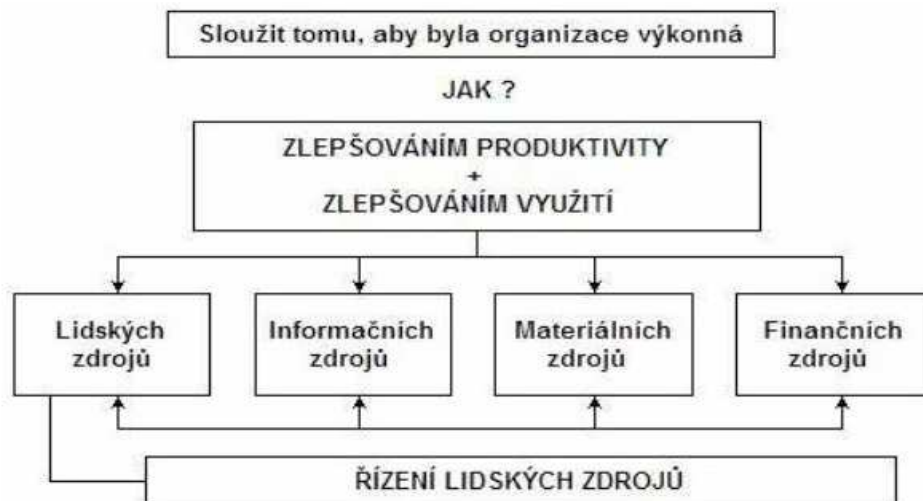 Sloužit tomu, aby byla organizace výkonná
JAK ?
ZLEPŠOVÁNÍM PRODUKTIVITY
+
ZLEPŠOVÁNÍM VYUŽITÍ
Lidských
zdrojů
Informačních
zdrojů
Materiálních
zdrojů
Finančních
zdrojů
ŘÍZENÍ LIDSKÝCH ZDROJŮ